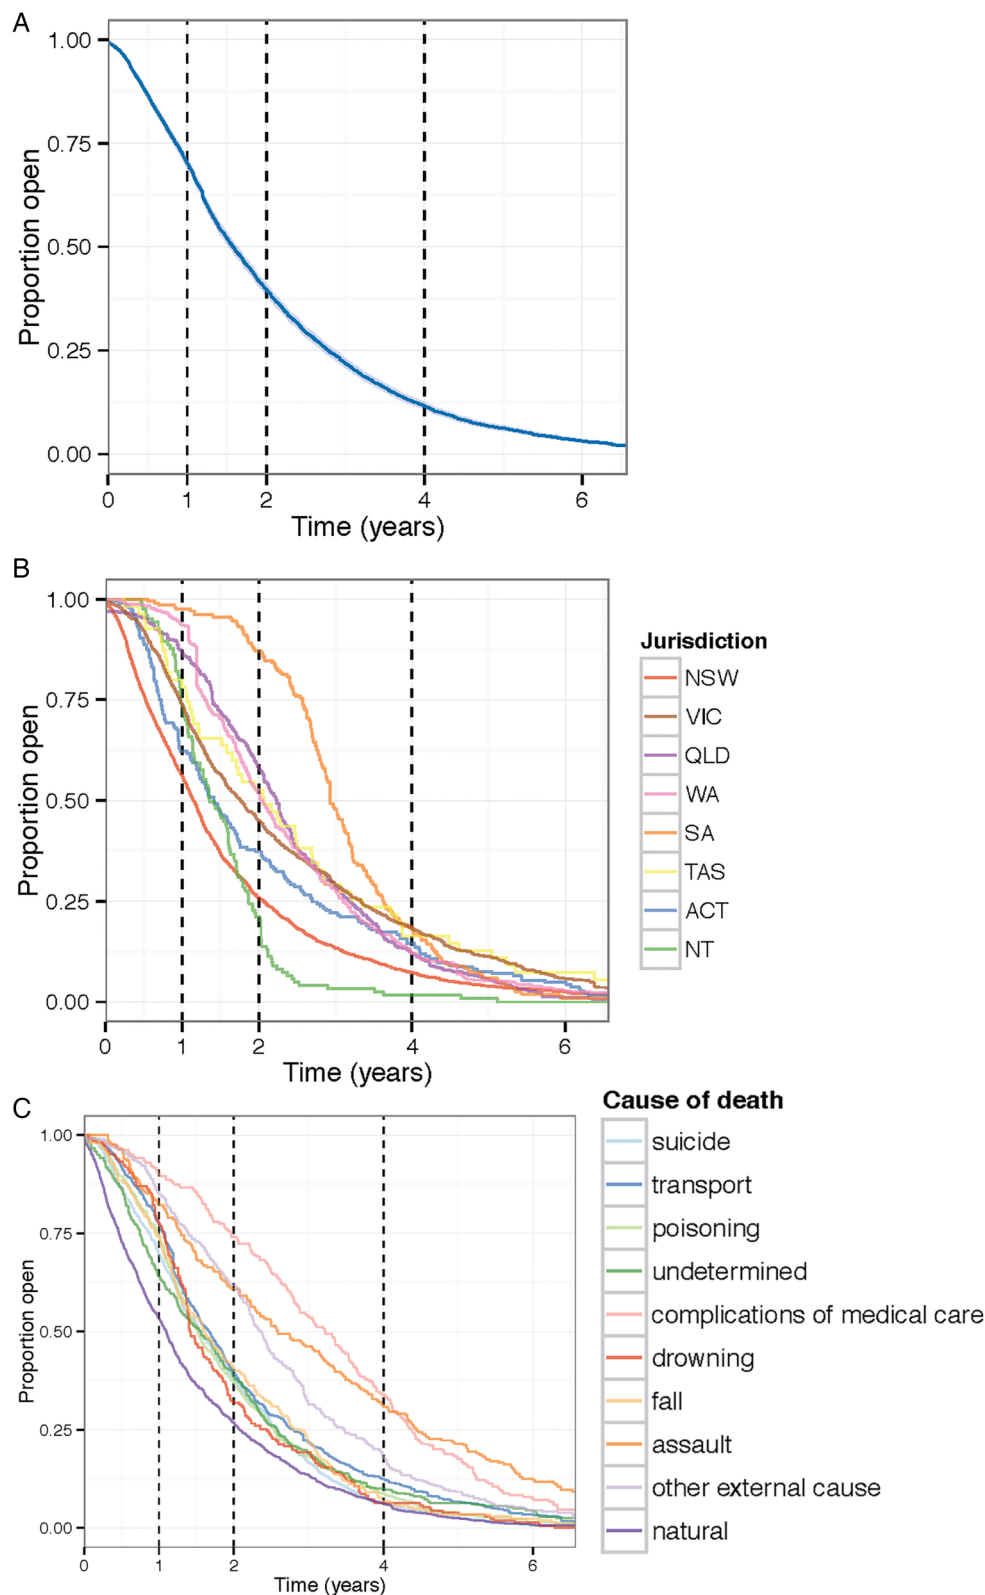 A
1.00
0.75
0.50
0.25
0.00
Proportion open
0 1 2 4 6
Time (years)
B
1.00
0.75
0.50
0.25
0.00
Proportion open
0 1 2 4 6
Time (years)
Jurisdiction
NSW
VIC
QLD
WA
SA
TAS
ACT
NT
C
1.00
0.75
0.50
0.25
0.00
Proportion open
0 1 2 4 6
Time (years)
Cause of death
suicide
transport
poisoning
undetermined
complications of medical care
drowning
fall
assault
other external cause
natural